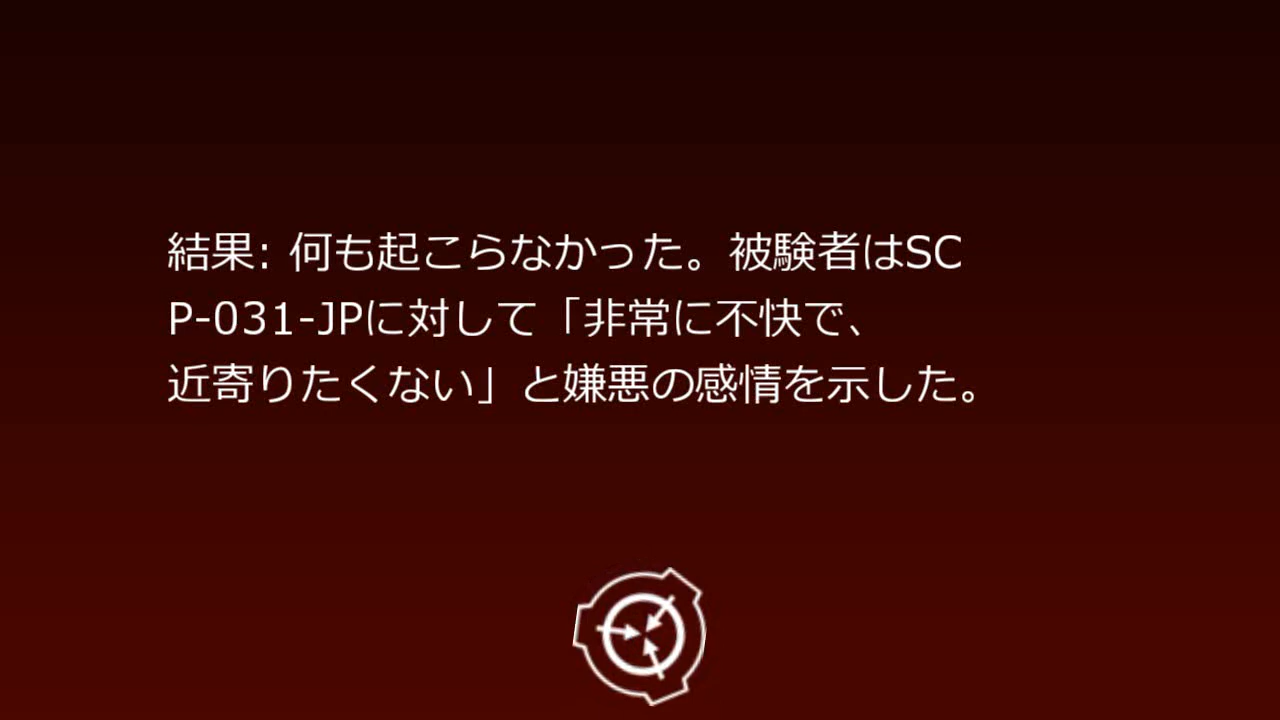 結果: 何も起こらなかった。被験者はSC
P-031-JPに対して「非常に不快で、
近寄りたくない」と嫌悪の感情を示した。